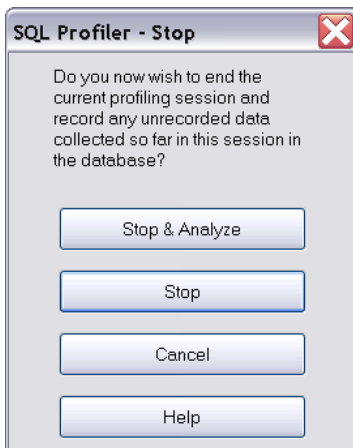 SQL Profiler - Stop
Do you now wish to end the
current profiling session and
record any unrecorded data
collected so far in this session in
the database?
Stop & Analyze
Stop
Cancel
Help